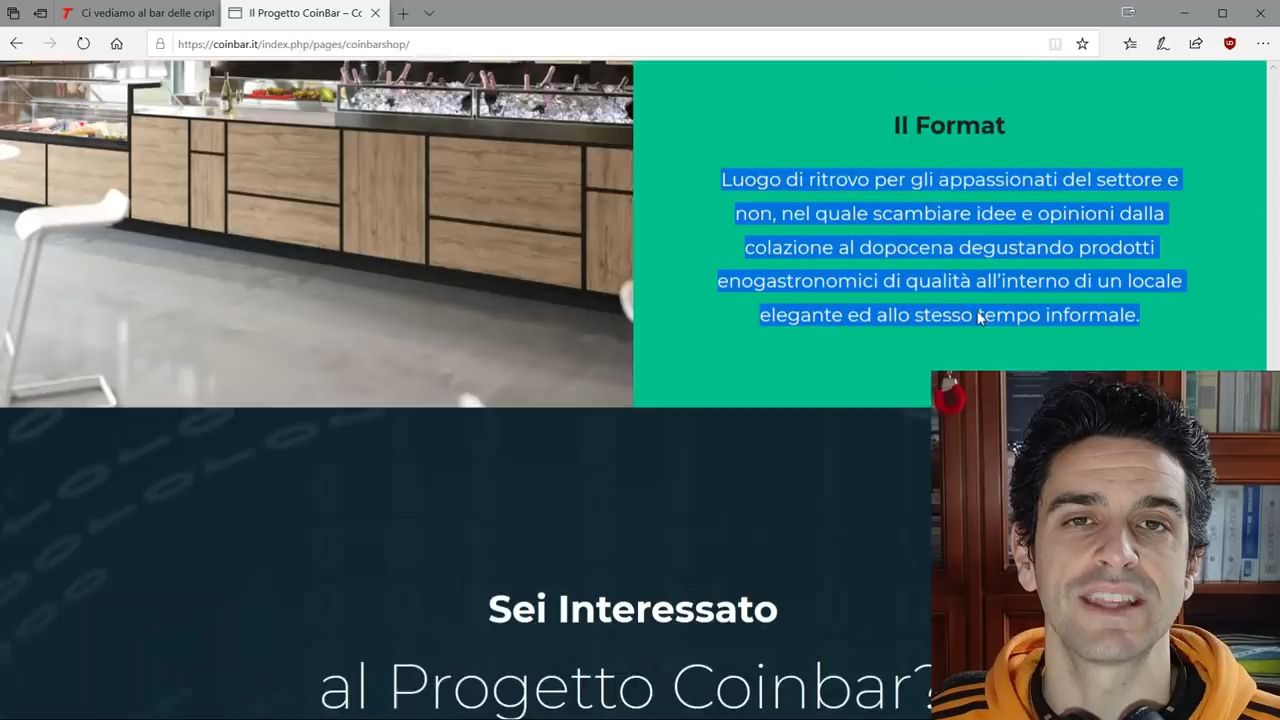 Ci vediamo al bar delle cript
Il Progetto CoinBar – Co
https://coinbar.it/index.php/pages/coinbarshop/
Il Format
Luogo di ritrovo per gli appassionati del settore e
non, nel quale scambiare idee e opinioni dalla
colazione al dopocena degustando prodotti
enogastronomici di qualità all'interno di un locale
elegante ed allo stesso tempo informale.
Sei Interessato
al Progetto Coinbar?